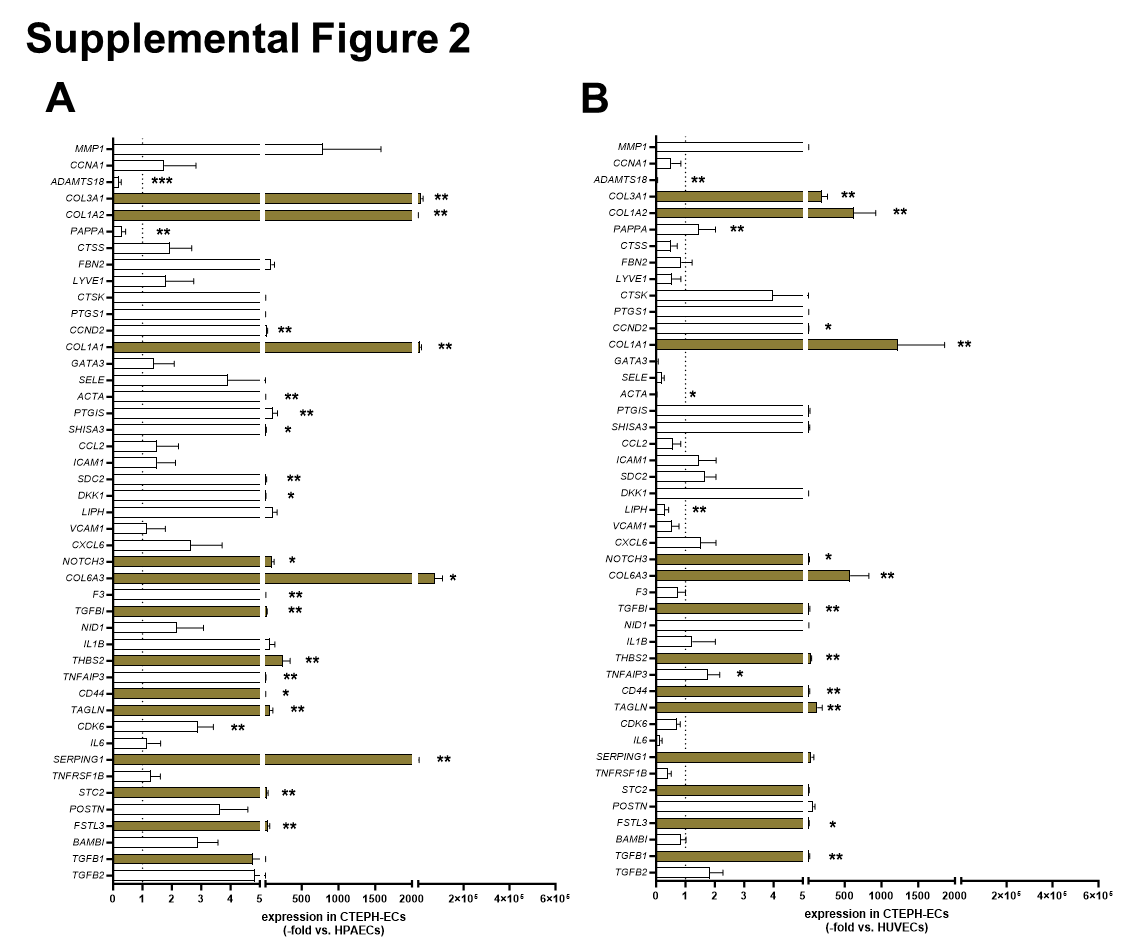 Supplemental Figure 2
A
MMP1
CCNA1
ADAMTS18 ***
COL3A1 **
COL1A2 **
PAPPA **
CTSS
FBN2
LYVE1
CTSK
PTGS1
CCND2 **
COL1A1 **
GATA3
SELE
ACTA **
PTGIS **
SHISA3 *
CCL2
ICAM1
SDC2 **
DKK1 *
LIPH
VCAM1
CXCL6
NOTCH3 *
COL6A3 *
F3 **
TGFBI **
NID1
IL1B
THBS2 **
TNFAIP3 **
CD44 *
TAGLN **
CDK6 **
IL6
SERPING1 **
TNFRSF1B
STC2 **
POSTN
FSTL3 **
BAMBI
TGFB1
TGFB2
0 1 2 3 4 5 500 1000 1500 2000 2×10⁵ 4×10⁵ 6×10⁵
expression in CTEPH-ECs
(-fold vs. HPAECs)
B
MMP1
CCNA1
ADAMTS18 **
COL3A1 **
COL1A2 **
PAPPA **
CTSS
FBN2
LYVE1
CTSK
PTGS1
CCND2 *
COL1A1 **
GATA3
SELE
ACTA *
PTGIS
SHISA3
CCL2
ICAM1
SDC2
DKK1
LIPH **
VCAM1
CXCL6
NOTCH3 *
COL6A3 **
F3
TGFBI **
NID1
IL1B
THBS2 **
TNFAIP3 *
CD44 **
TAGLN **
CDK6
IL6
SERPING1
TNFRSF1B
STC2
POSTN
FSTL3 *
BAMBI
TGFB1 **
TGFB2
0 1 2 3 4 5 500 1000 1500 2000 2×10⁵ 4×10⁵ 6×10⁵
expression in CTEPH-ECs
(-fold vs. HUVECs)